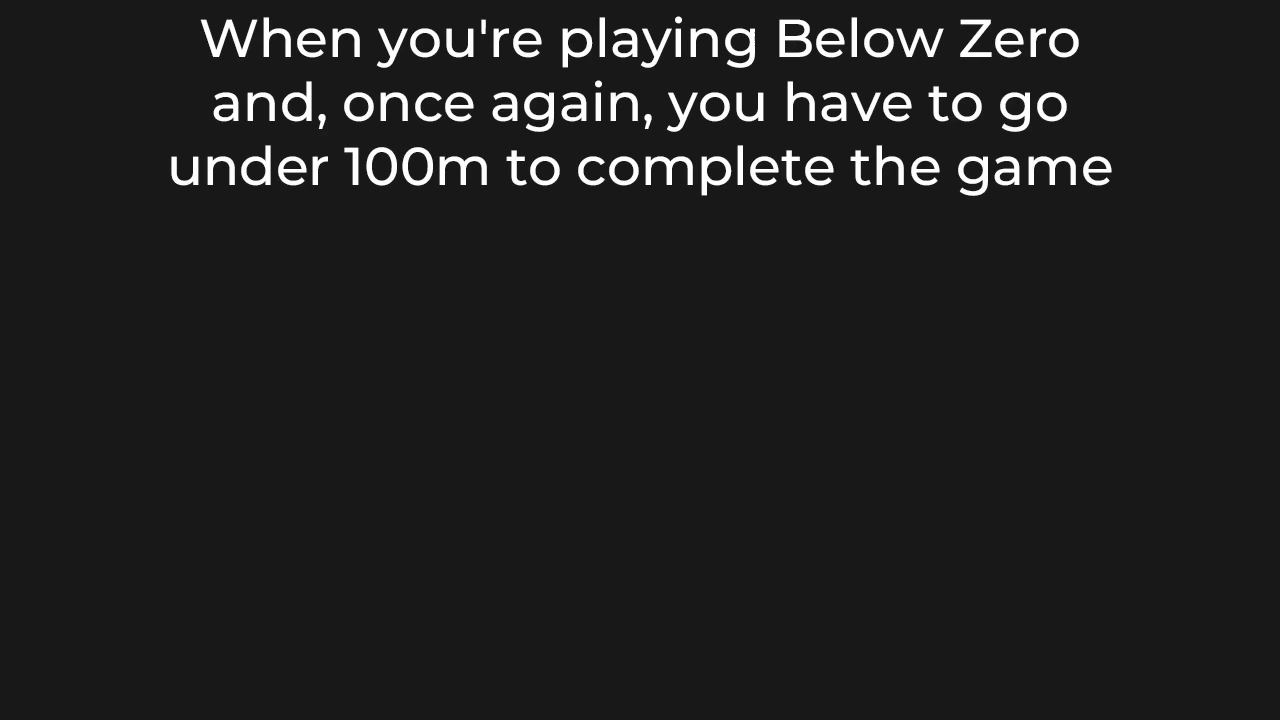 When you're playing Below Zero
and, once again, you have to go
under 100m to complete the game